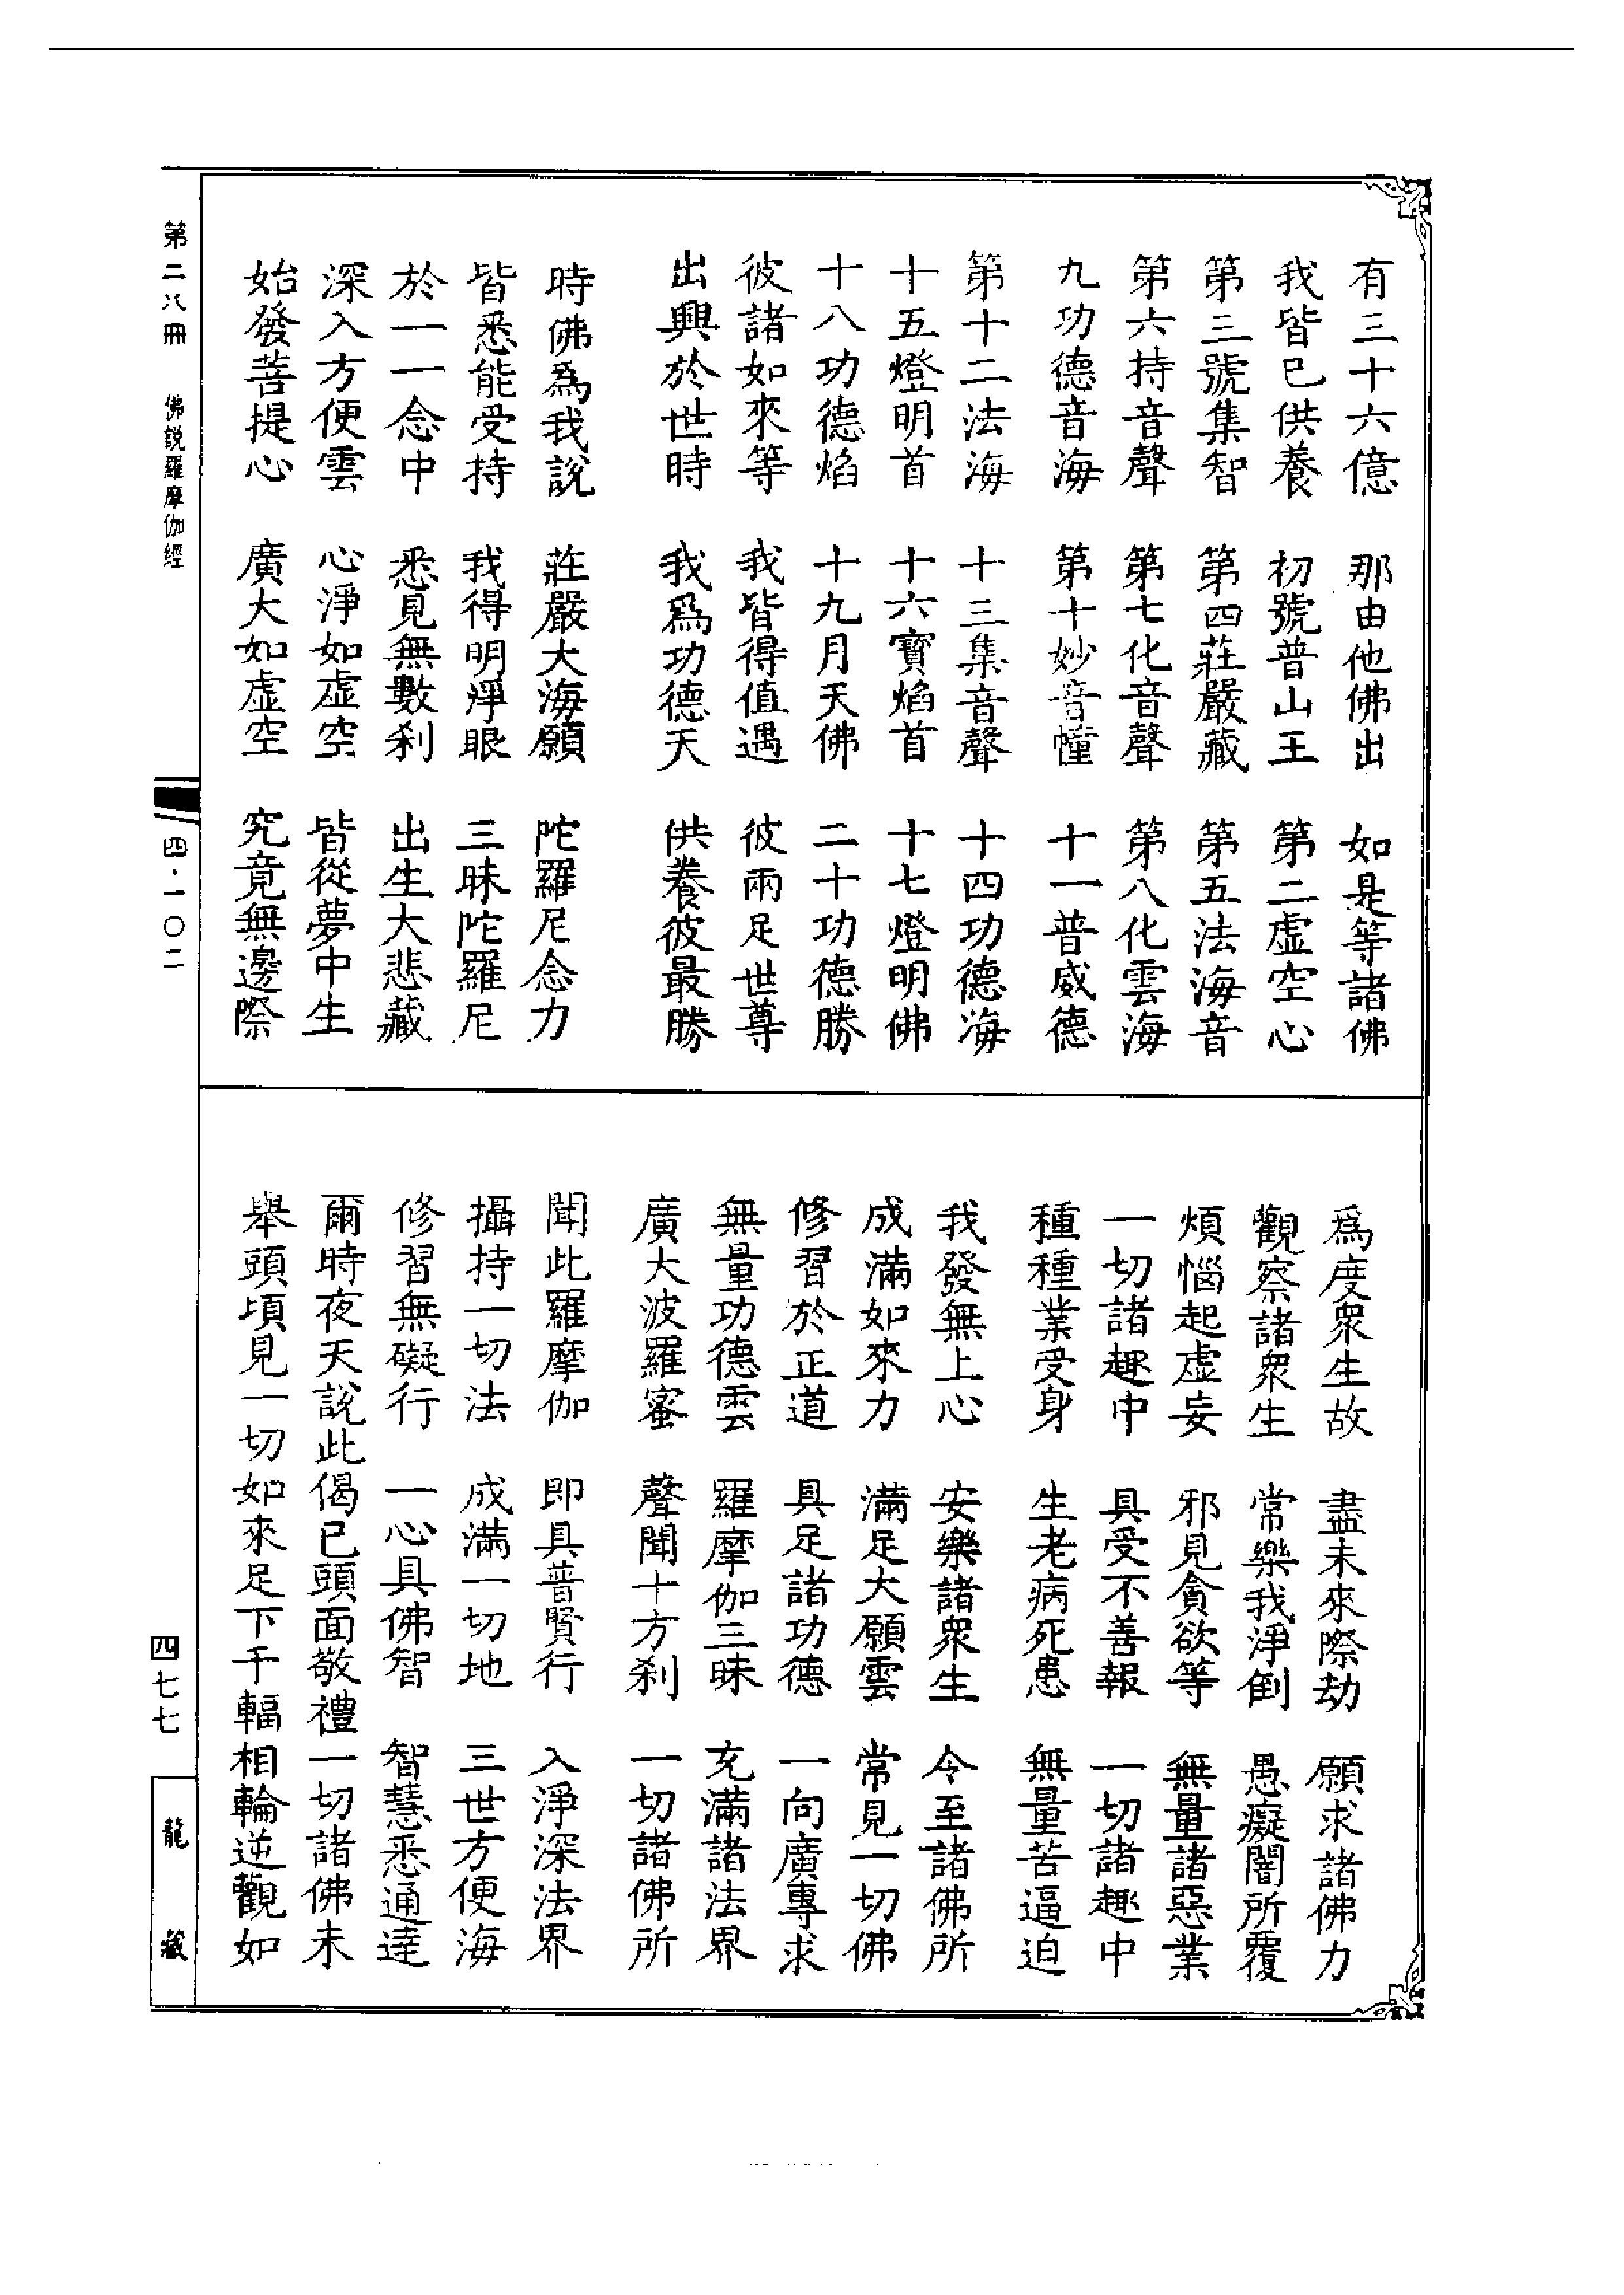 有三十六億　那由他佛出　如是等諸佛
我皆已供養　初號普山王　第二虛空心
第三號集智　第四莊嚴藏　第五法海音
第六持音聲　第七化音聲　第八化雲海
九功德音海　第十妙音幢　十一普威德
第十二法海　十三集音聲　十四功德海
十五燈明首　十六寶焰首　十七燈明佛
十八功德焰　十九月天佛　二十功德勝
彼諸如來等　我皆得值遇　彼兩足世尊
出興於世時　我爲功德天　供養彼最勝
時佛爲我說　莊嚴大海願　陀羅尼念力
皆悉能受持　我得明淨眼　三昧陀羅尼
於一一念中　悉見無數刹　出生大悲藏
深入方便雲　心淨如虛空　皆從夢中生
始發菩提心　廣大如虛空　究竟無邊際
爲度衆生故　盡未來際劫　願求諸佛力
觀察諸衆生　常樂我淨倒　愚癡闇所覆
煩惱起虛妄　邪見貪欲等　無量諸惡業
一切諸趣中　具受不善報　一切諸趣中
種種業受身　生老病死患　無量苦逼迫
我發無上心　安樂諸衆生　令至諸佛所
成滿如來力　滿足大願雲　常見一切佛
修習於正道　具足諸功德　一向廣專求
無量功德雲　羅摩伽三昧　充滿諸法界
廣大波羅蜜　聲聞十方刹　一切諸佛所
聞此羅摩伽　即具普賢行　入淨深法界
攝持一切法　成滿一切地　三世方便海
修習無礙行　一心具佛智　智慧悉通達
爾時夜天說此偈已頭面敬禮一切諸佛未
舉頭頃見一切如來足下千輻相輪逆觀如
第二八冊　佛說羅摩伽經
四·一〇二
四七七
龍藏